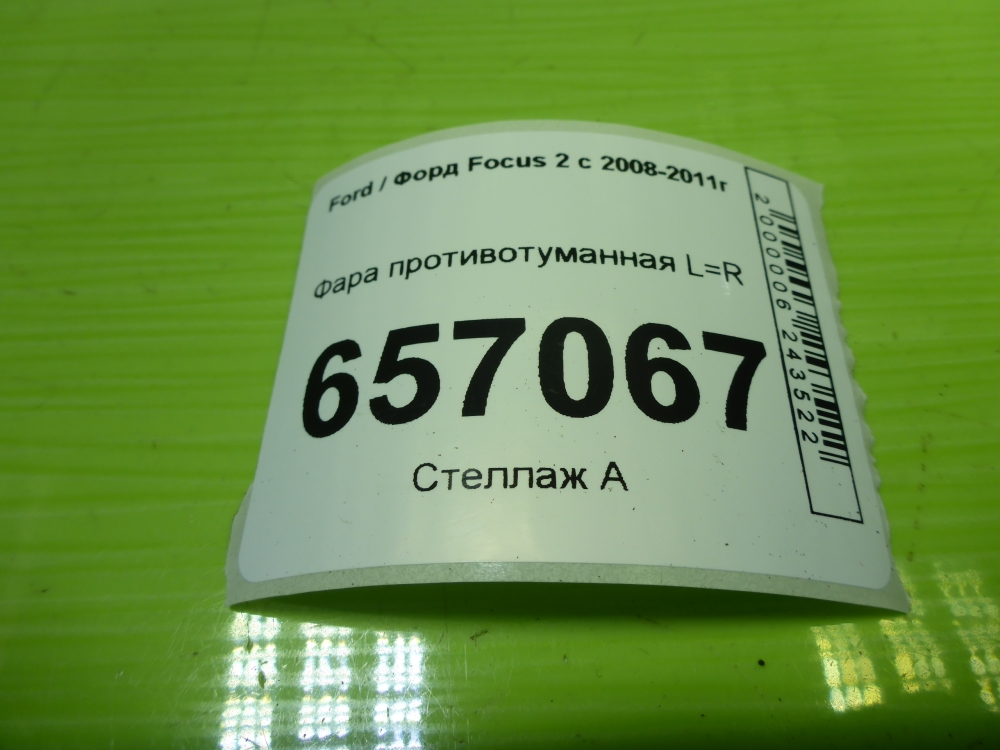 Ford / Форд Focus 2 с 2008-2011г
Фара противотуманная L=R
657067
Стеллаж А
2000006243522